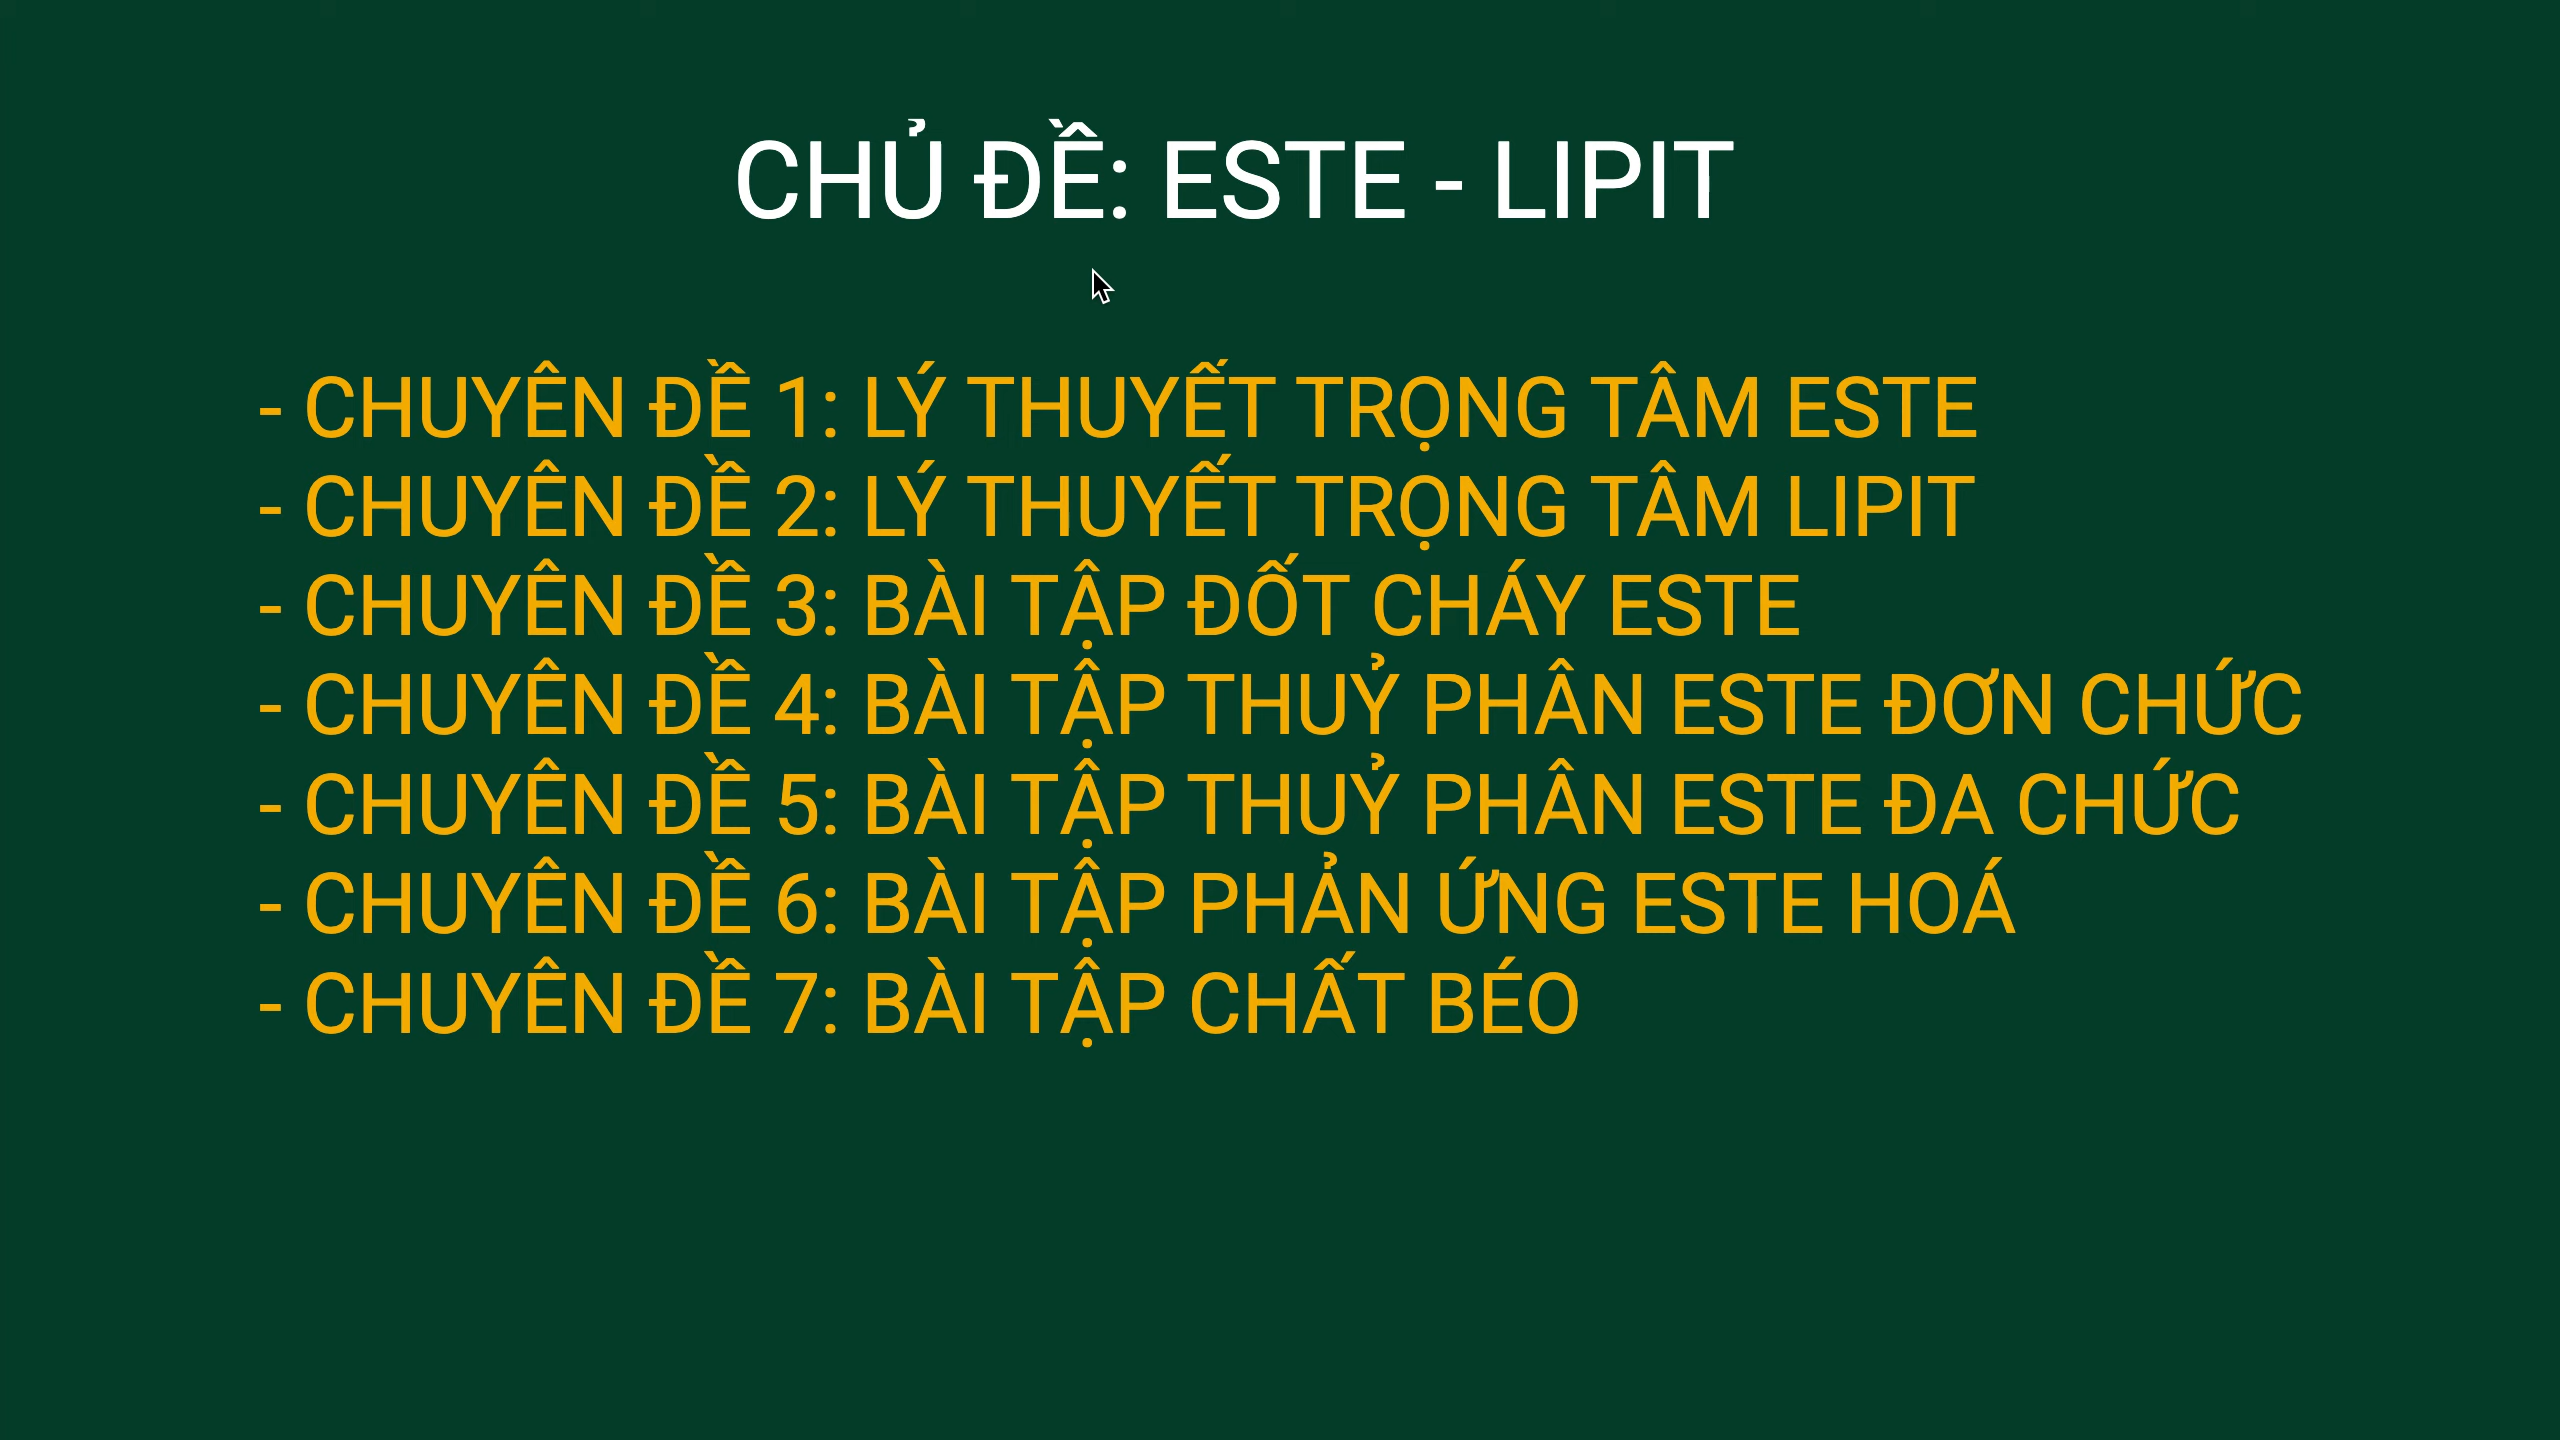 CHỦ ĐỀ: ESTE - LIPIT
- CHUYÊN ĐỀ 1: LÝ THUYẾT TRỌNG TÂM ESTE
- CHUYÊN ĐỀ 2: LÝ THUYẾT TRỌNG TÂM LIPIT
- CHUYÊN ĐỀ 3: BÀI TẬP ĐỐT CHÁY ESTE
- CHUYÊN ĐỀ 4: BÀI TẬP THUỶ PHÂN ESTE ĐƠN CHỨC
- CHUYÊN ĐỀ 5: BÀI TẬP THUỶ PHÂN ESTE ĐA CHỨC
- CHUYÊN ĐỀ 6: BÀI TẬP PHẢN ỨNG ESTE HOÁ
- CHUYÊN ĐỀ 7: BÀI TẬP CHẤT BÉO